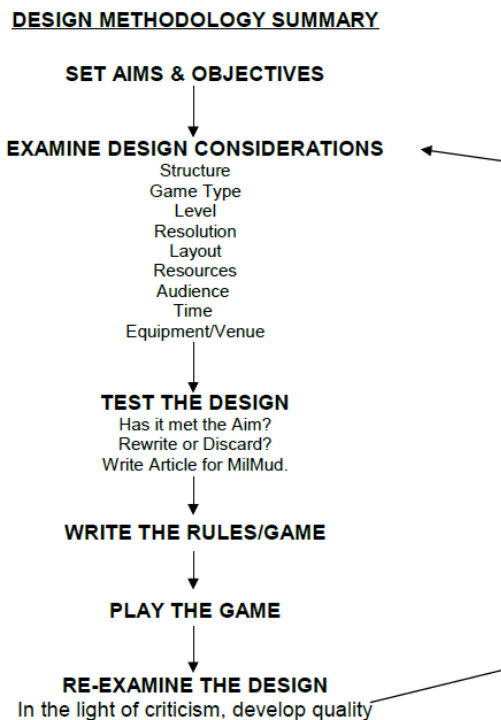 DESIGN METHODOLOGY SUMMARY
SET AIMS & OBJECTIVES
EXAMINE DESIGN CONSIDERATIONS
Structure
Game Type
Level
Resolution
Layout
Resources
Audience
Time
Equipment/Venue
TEST THE DESIGN
Has it met the Aim?
Rewrite or Discard?
Write Article for MilMud.
WRITE THE RULES/GAME
PLAY THE GAME
RE-EXAMINE THE DESIGN
In the light of criticism, develop quality